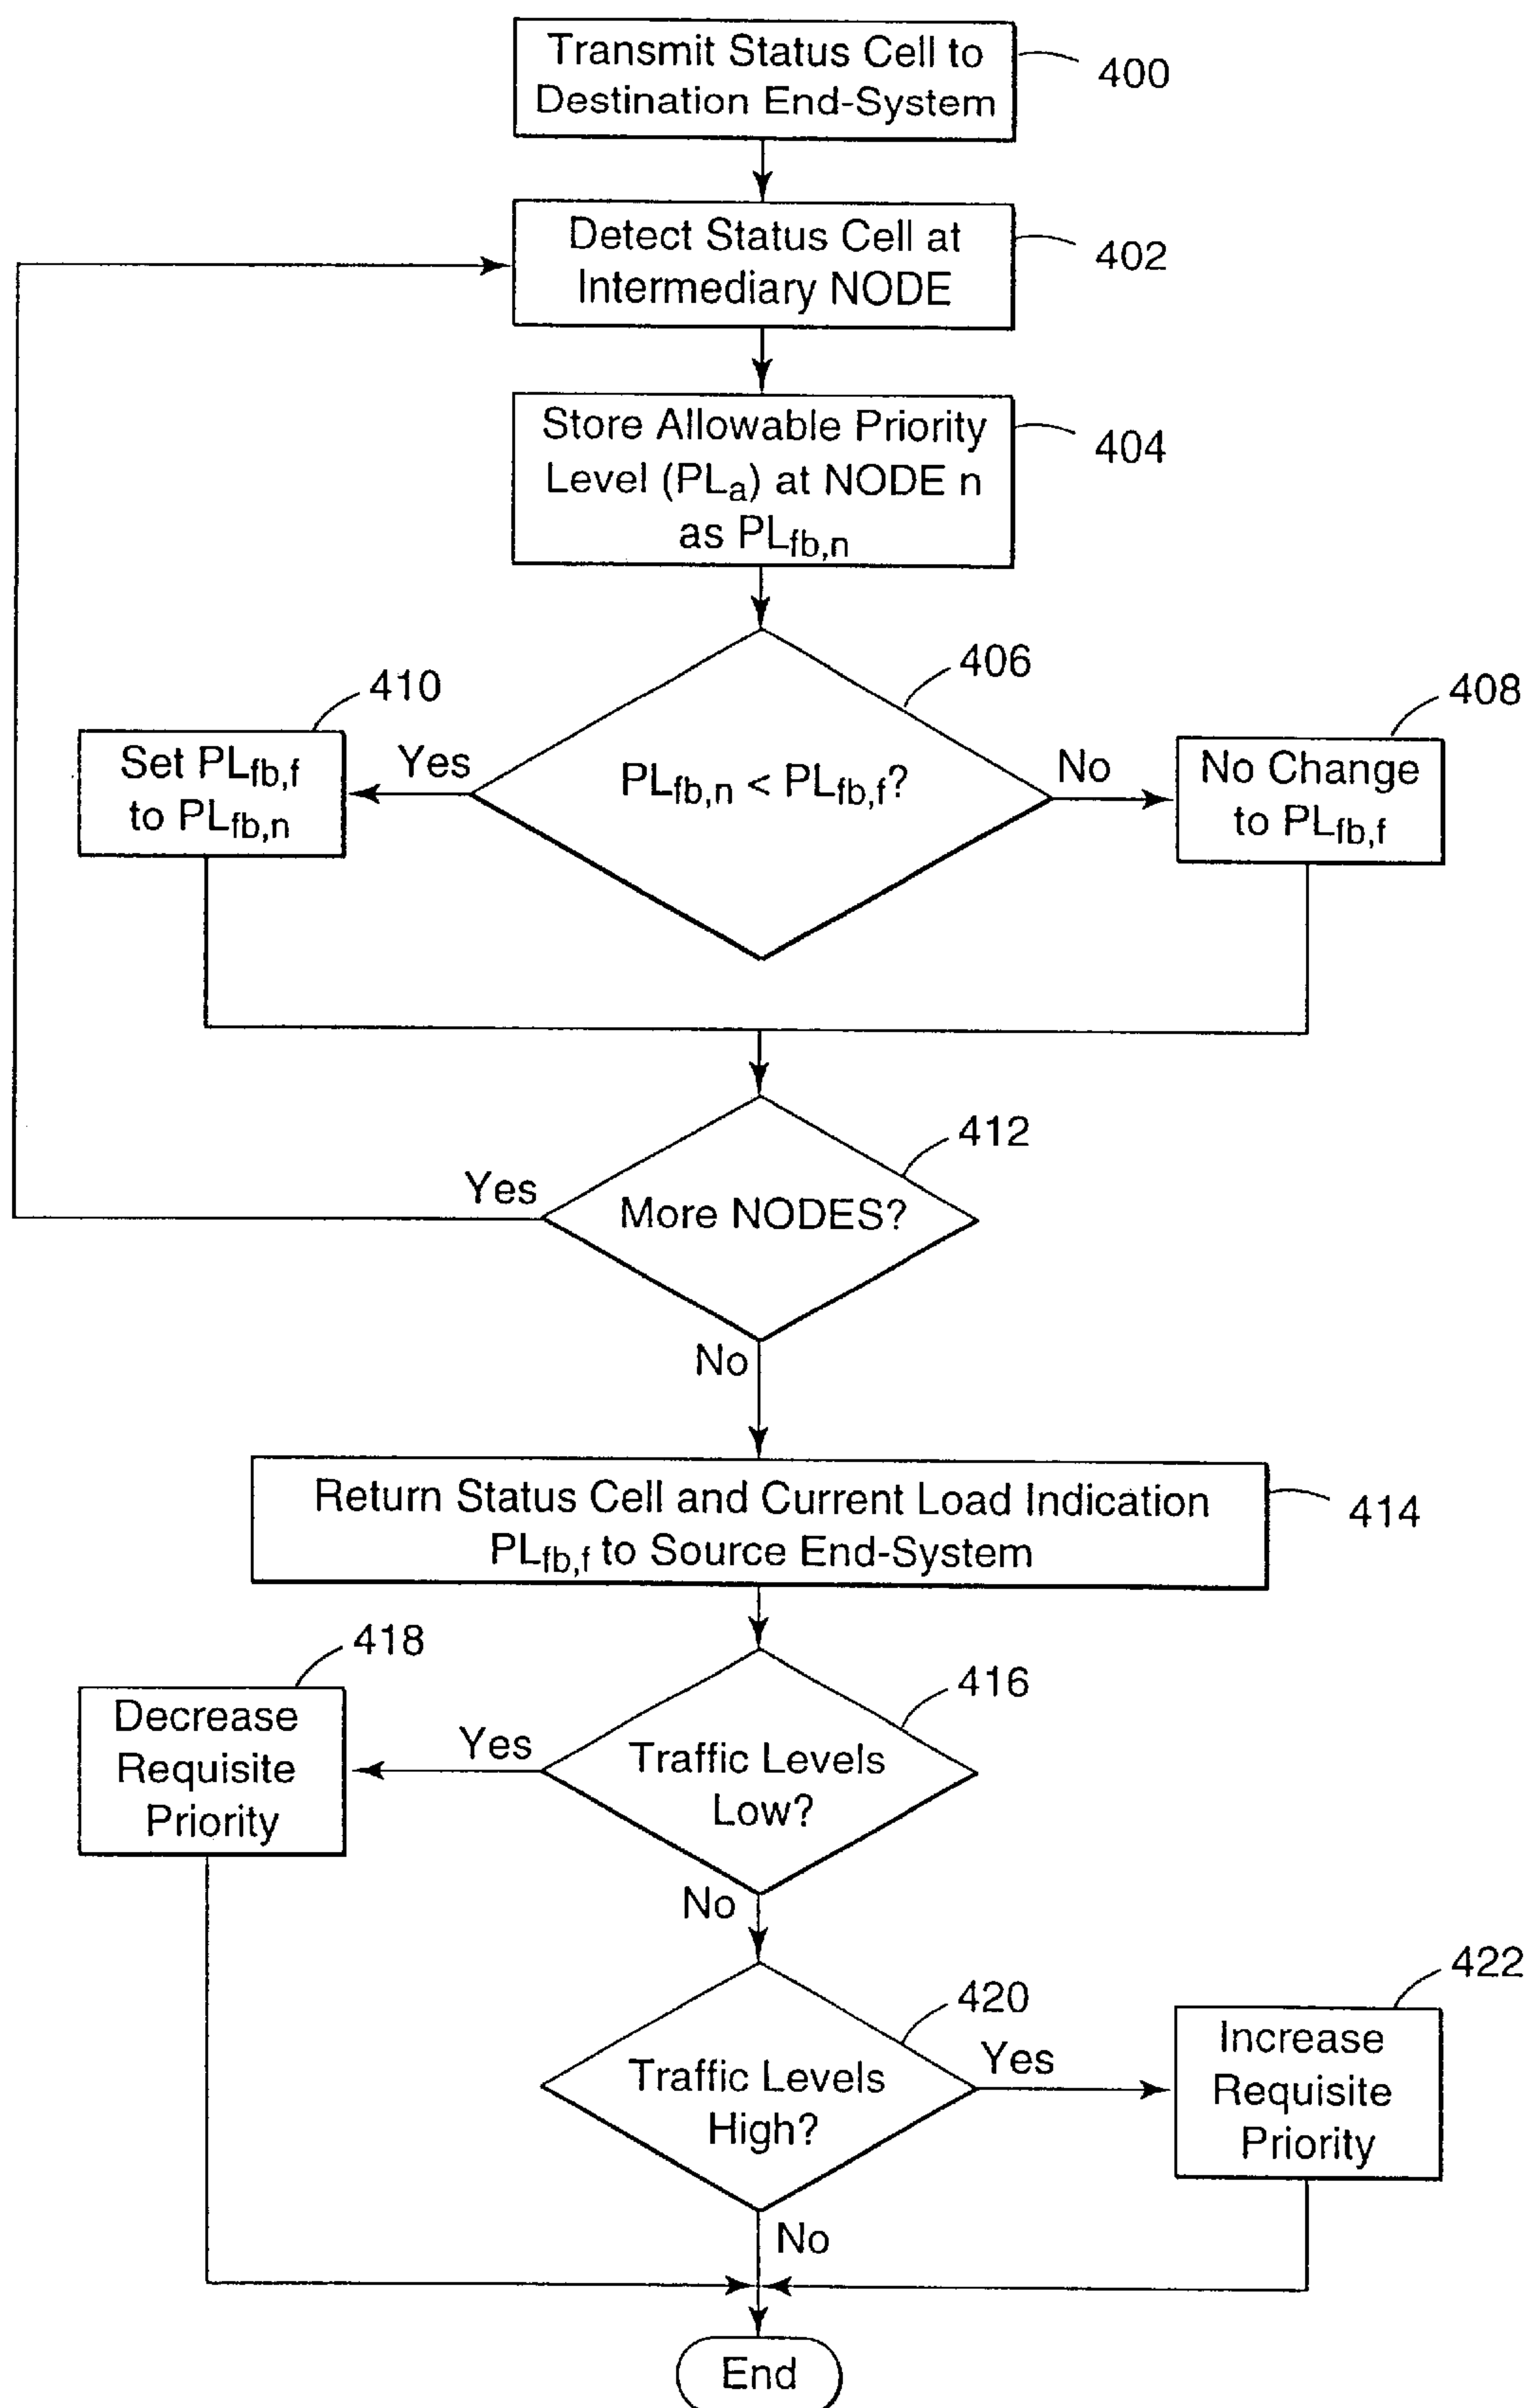 Transmit Status Cell to
Destination End-System
400
Detect Status Cell at
Intermediary NODE
402
Store Allowable Priority
Level (PLa) at NODE n
as PLfb,n
404
406
PLfb,n < PLfb,f?
Yes
No
410
Set PLfb,f
to PLfb,n
408
No Change
to PLfb,f
412
More NODES?
Yes
No
Return Status Cell and Current Load Indication
PLfb,f to Source End-System
414
416
Traffic Levels
Low?
Yes
No
418
Decrease
Requisite
Priority
420
Traffic Levels
High?
Yes
No
422
Increase
Requisite
Priority
End